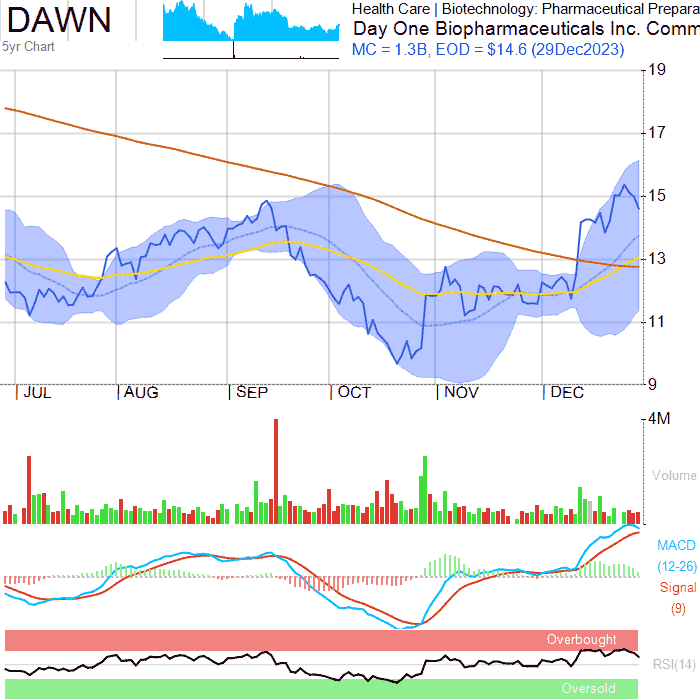 DAWN
5yr Chart
Health Care | Biotechnology: Pharmaceutical Prepara
Day One Biopharmaceuticals Inc. Comm
MC = 1.3B, EOD = $14.6 (29Dec2023)
19
17
15
13
11
9
JUL AUG SEP OCT NOV DEC
4M
Volume
MACD
(12-26)
Signal
(9)
Overbought
RSI(14)
Oversold